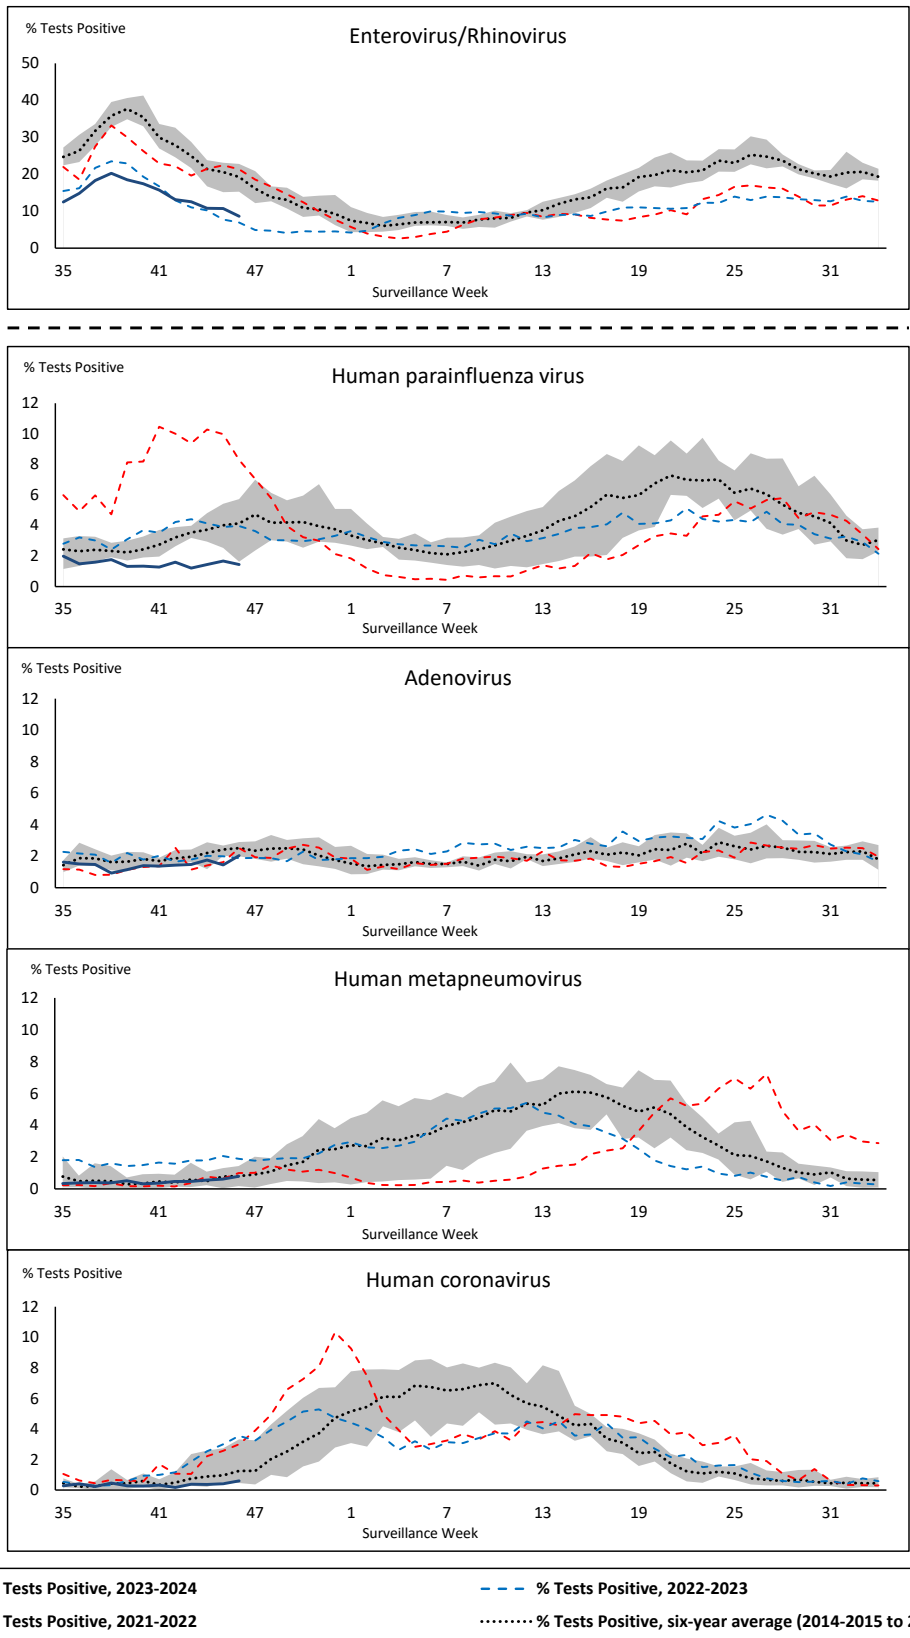 % Tests Positive
Enterovirus/Rhinovirus
50
40
30
20
10
0
35 41 47 1 7 13 19 25 31
Surveillance Week
% Tests Positive
Human parainfluenza virus
12
10
8
6
4
2
0
35 41 47 1 7 13 19 25 31
Surveillance Week
% Tests Positive
Adenovirus
12
10
8
6
4
2
0
35 41 47 1 7 13 19 25 31
Surveillance Week
% Tests Positive
Human metapneumovirus
12
10
8
6
4
2
0
35 41 47 1 7 13 19 25 31
Surveillance Week
% Tests Positive
Human coronavirus
12
10
8
6
4
2
0
35 41 47 1 7 13 19 25 31
Surveillance Week
Tests Positive, 2023-2024 % Tests Positive, 2022-2023
Tests Positive, 2021-2022 % Tests Positive, six-year average (2014-2015 to